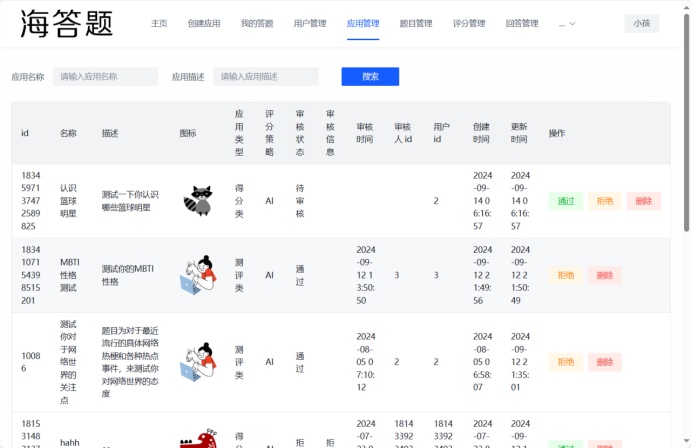 海答题
主页 创建应用 我的答题 用户管理 应用管理 题目管理 评分管理 回答管理 ... 小孩
应用名称 请输入应用名称 应用描述 请输入应用描述 搜索
id 名称 描述 图标 应用类型 评分策略 审核状态 审核信息 审核时间 审核人 id 用户 id 创建时间 更新时间 操作
1834597137472589825 认识篮球明星 测试一下你认识哪些篮球明星 得分类 AI 待审核 2 2024-09-14 06:16:57 2024-09-14 06:16:57 通过 拒绝 删除
1834107154398515201 MBTI性格测试 测试你的MBTI性格 测评类 AI 通过 2024-09-12 13:50:50 3 3 2024-09-12 21:49:56 2024-09-12 21:50:49 拒绝 删除
10086 测试你对于网络世界的关注点 题目为对于最近流行的具体网络热梗和各种热点事件，来测试你对网络世界的态度 测评类 AI 通过 2024-08-05 07:10:12 2 2 2024-08-05 06:58:07 2024-09-12 21:35:01 拒绝 删除
1815 3148 hahh 得分 拒 拒 2024-07- 1814 3392 1814 3392 2024-07- 2024-09- 通过 拒绝 删除